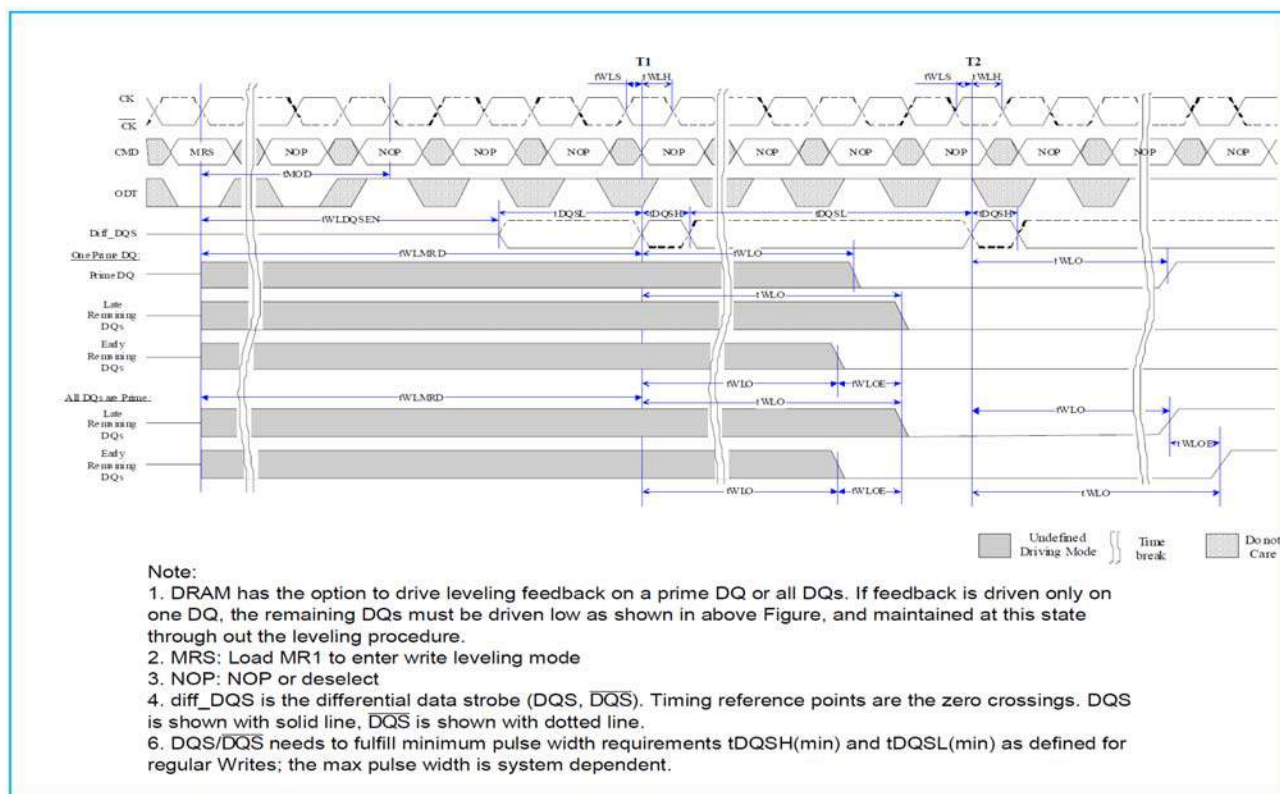 T1 T2
tWLS tWLH tWLS tWLH
CK
CK
CMD MRS NOP NOP NOP NOP NOP NOP NOP NOP NOP NOP NOP
tMOD
ODT
tDQSL tDQSH tDQSL tDQSH
tWLDQSEN
Diff_DQS
One Prime DQ:
tWLMRD tWLO tWLO
Prime DQ
tWLO
Late
Remaining
DQs
Early
Remaining
DQs
tWLO tWLOE
All DQs are Prime:
tWLMRD tWLO tWLO
Late
Remaining
DQs
tWLOE
Early
Remaining
DQs
tWLO tWLOE tWLO
Undefined
Driving Mode
Time
break
Do not
Care
Note:
1. DRAM has the option to drive leveling feedback on a prime DQ or all DQs. If feedback is driven only on
one DQ, the remaining DQs must be driven low as shown in above Figure, and maintained at this state
through out the leveling procedure.
2. MRS: Load MR1 to enter write leveling mode
3. NOP: NOP or deselect
4. diff_DQS is the differential data strobe (DQS, DQS). Timing reference points are the zero crossings. DQS
is shown with solid line, DQS is shown with dotted line.
6. DQS/DQS needs to fulfill minimum pulse width requirements tDQSH(min) and tDQSL(min) as defined for
regular Writes; the max pulse width is system dependent.